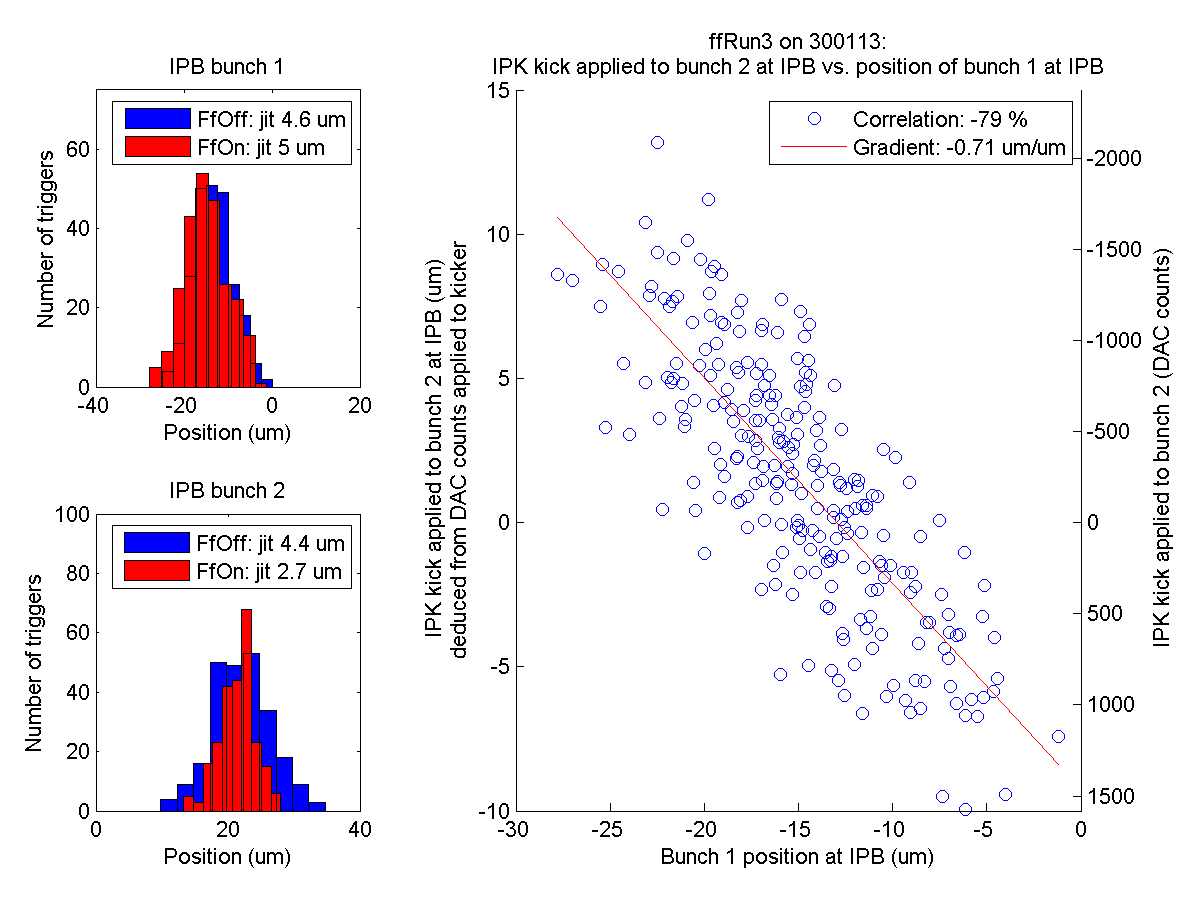 IPB bunch 1
FfOff: jit 4.6 um
FfOn: jit 5 um
Number of triggers
60
40
20
0
-40
-20
0
20
Position (um)
IPB bunch 2
FfOff: jit 4.4 um
FfOn: jit 2.7 um
Number of triggers
100
80
60
40
20
0
0
20
40
Position (um)
ffRun3 on 300113:
IPK kick applied to bunch 2 at IPB vs. position of bunch 1 at IPB
Correlation: -79 %
Gradient: -0.71 um/um
IPK kick applied to bunch 2 at IPB (um)
deduced from DAC counts applied to kicker
15
10
5
0
-5
-10
-30
-25
-20
-15
-10
-5
0
Bunch 1 position at IPB (um)
-2000
-1500
-1000
-500
0
500
1000
1500
IPK kick applied to bunch 2 (DAC counts)